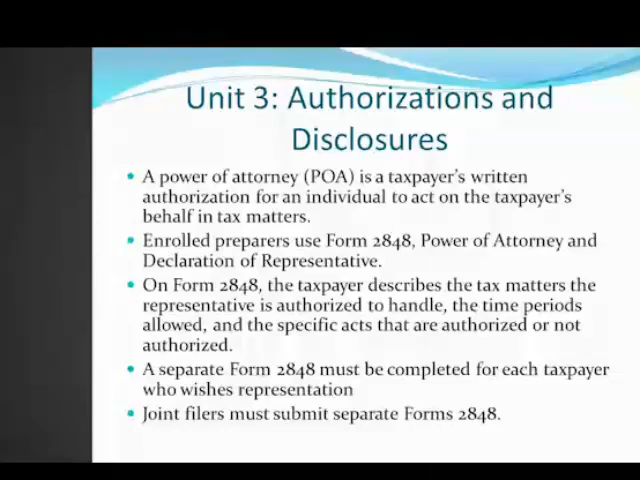 Unit 3: Authorizations and
Disclosures
A power of attorney (POA) is a taxpayer's written
authorization for an individual to act on the taxpayer's
behalf in tax matters.
Enrolled preparers use Form 2848, Power of Attorney and
Declaration of Representative.
On Form 2848, the taxpayer describes the tax matters the
representative is authorized to handle, the time periods
allowed, and the specific acts that are authorized or not
authorized.
A separate Form 2848 must be completed for each taxpayer
who wishes representation
Joint filers must submit separate Forms 2848.